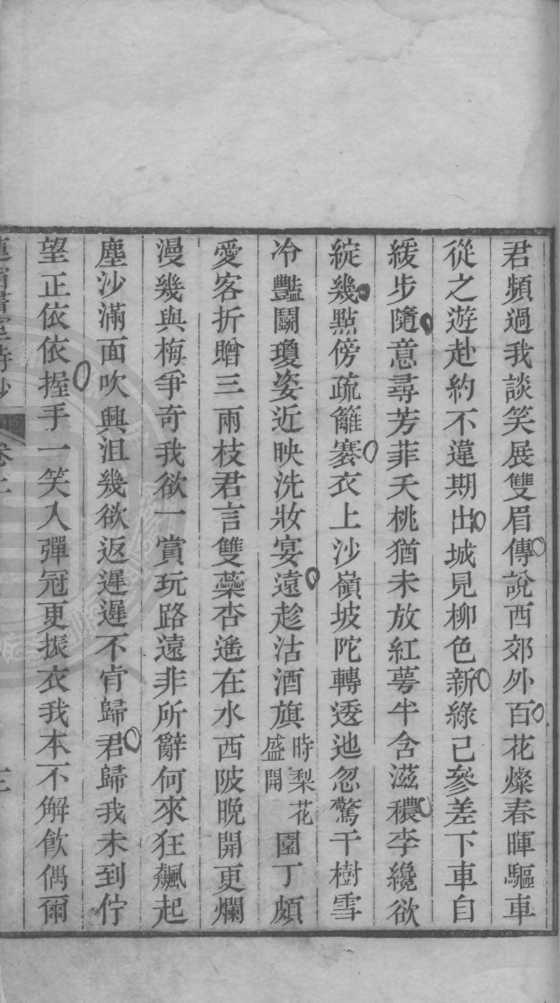 君頻過我談笑展雙眉傳說西郊外百花燦春暉驅車
從之遊赴約不違期出城見柳色新綠已參差下車自
緩步隨意尋芳菲夭桃猶未放紅萼半含滋穠李纔欲
綻幾點傍疏籬褰衣上沙嶺坡陀轉透迆忽驚千樹雪
冷豔鬭瓊姿近映洗妝宴遠趁沽酒旗時梨花盛開園丁頗
愛客折贈三兩枝君言雙藥杏遙在水西陂晚開更爛
漫幾與梅爭奇我欲一賞玩路遠非所辭何來狂飆起
塵沙滿面吹興沮幾欲返遲遲不肯歸君歸我未到佇
望正依依握手一笑入彈冠更振衣我本不解飲偶爾